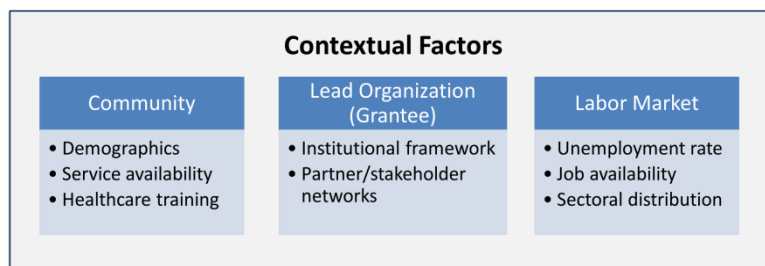 Contextual Factors
Community
• Demographics
• Service availability
• Healthcare training
Lead Organization
(Grantee)
• Institutional framework
• Partner/stakeholder
networks
Labor Market
• Unemployment rate
• Job availability
• Sectoral distribution